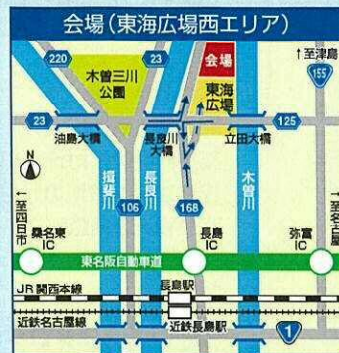 会場(東海広場西エリア)
220
23
木曽三川
公園
会場
東海
広場
↑至津島
155
23
油島大橋
長良川
大橋
立田大橋
125
N
揖斐川
長良川
木曽川
106
168
←至四日市
桑名東
IC
長島
IC
弥富
IC
→至名古屋
東名阪自動車道
JR関西本線
長島駅
近鉄名古屋線
近鉄長島駅
1